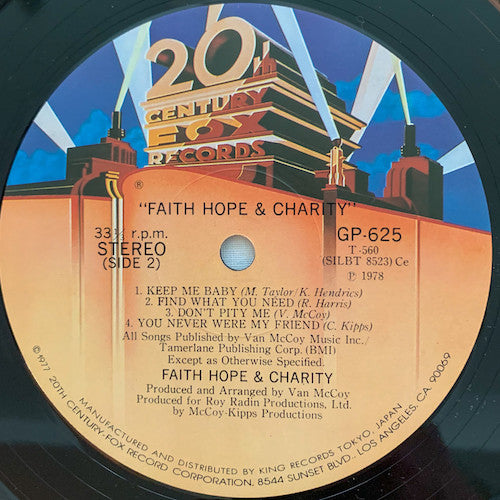 20th
CENTURY
FOX
RECORDS
®
"FAITH HOPE & CHARITY"
33⅓ r.p.m.
STEREO
(SIDE 2)
GP-625
T-560
(SILBT 8523) Ce
℗ 1978
1. KEEP ME BABY (M. Taylor/K. Hendrics)
2. FIND WHAT YOU NEED (R. Harris)
3. DON'T PITY ME (V. McCoy)
4. YOU NEVER WERE MY FRIEND (C. Kipps)
All Songs Published by Van McCoy Music Inc./
Tamerlane Publishing Corp. (BMI)
Except as Otherwise Specified.
FAITH HOPE & CHARITY
Produced and Arranged by Van McCoy
Produced for Roy Radin Productions, Ltd.
by McCoy-Kipps Productions
MANUFACTURED AND DISTRIBUTED BY KING RECORDS, TOKYO, JAPAN
©1977 20TH CENTURY-FOX RECORD CORPORATION, 8544 SUNSET BLVD., LOS ANGELES, CA. 90069